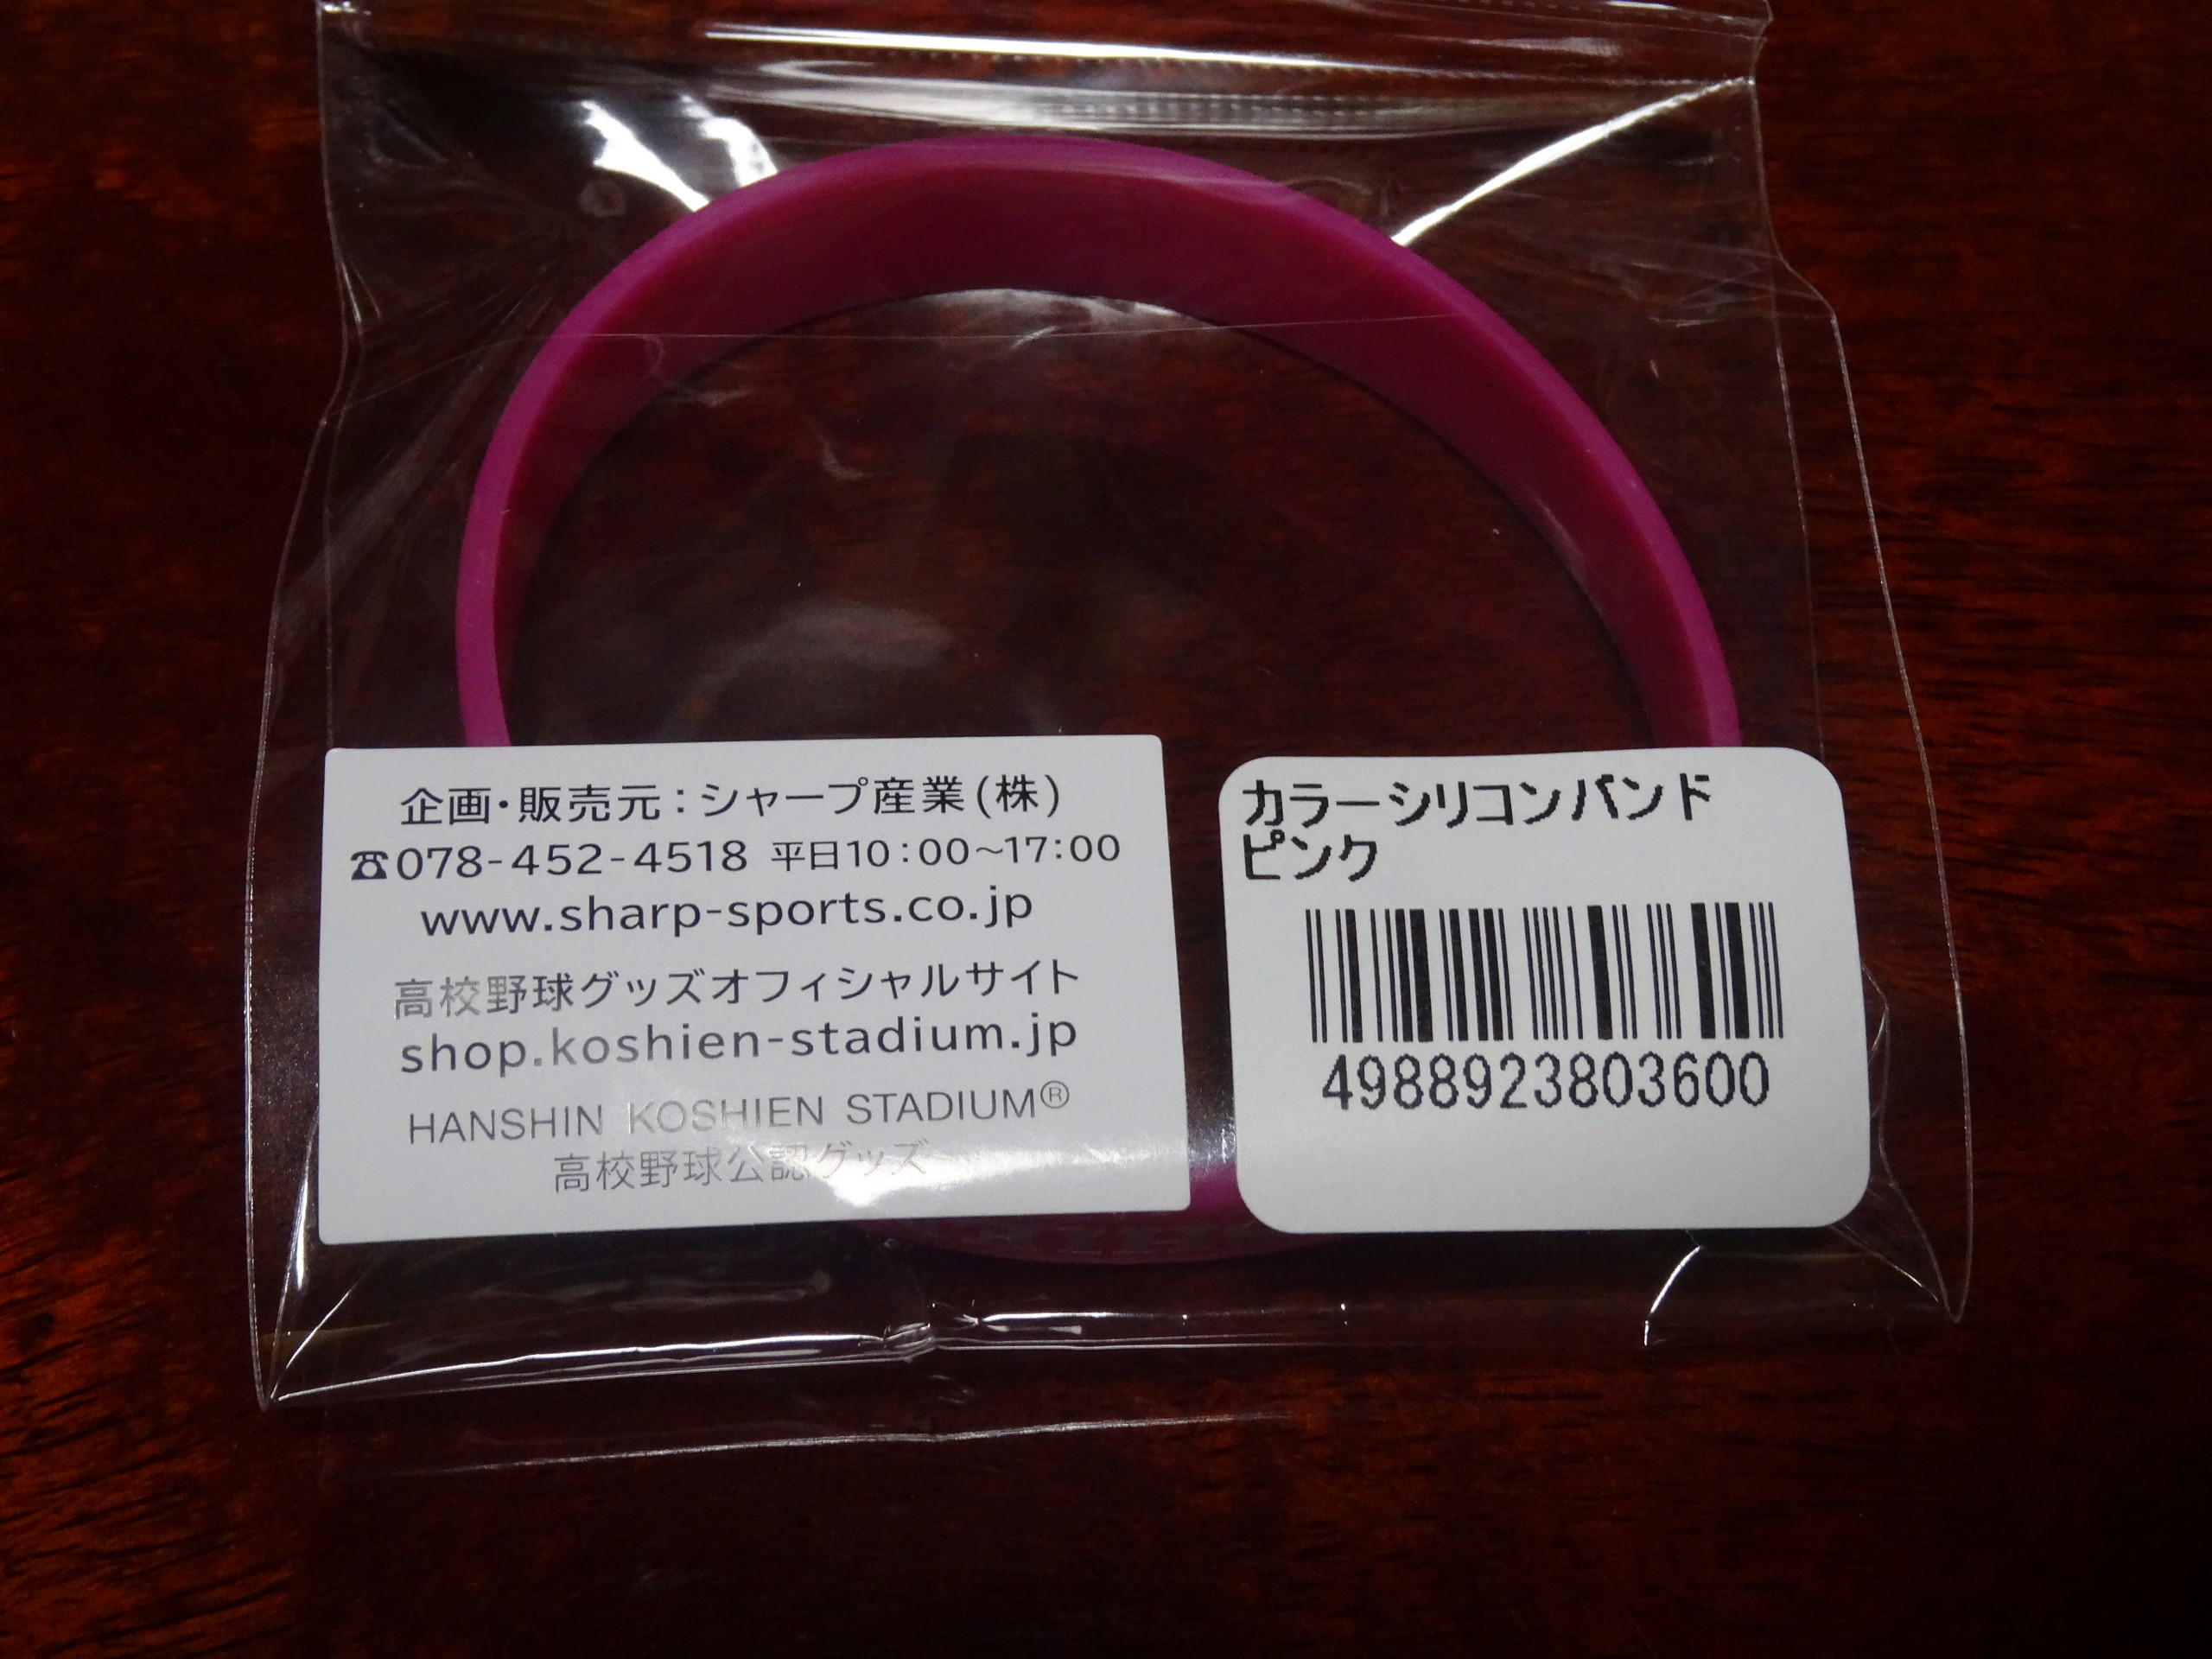 企画・販売元：シャープ産業(株)
☎078-452-4518 平日10：00～17:00
www.sharp-sports.co.jp
高校野球グッズオフィシャルサイト
shop.koshien-stadium.jp
HANSHIN KOSHIEN STADIUM®
高校野球公認グッズ
カラーシリコンバンド
ピンク
4988923803600